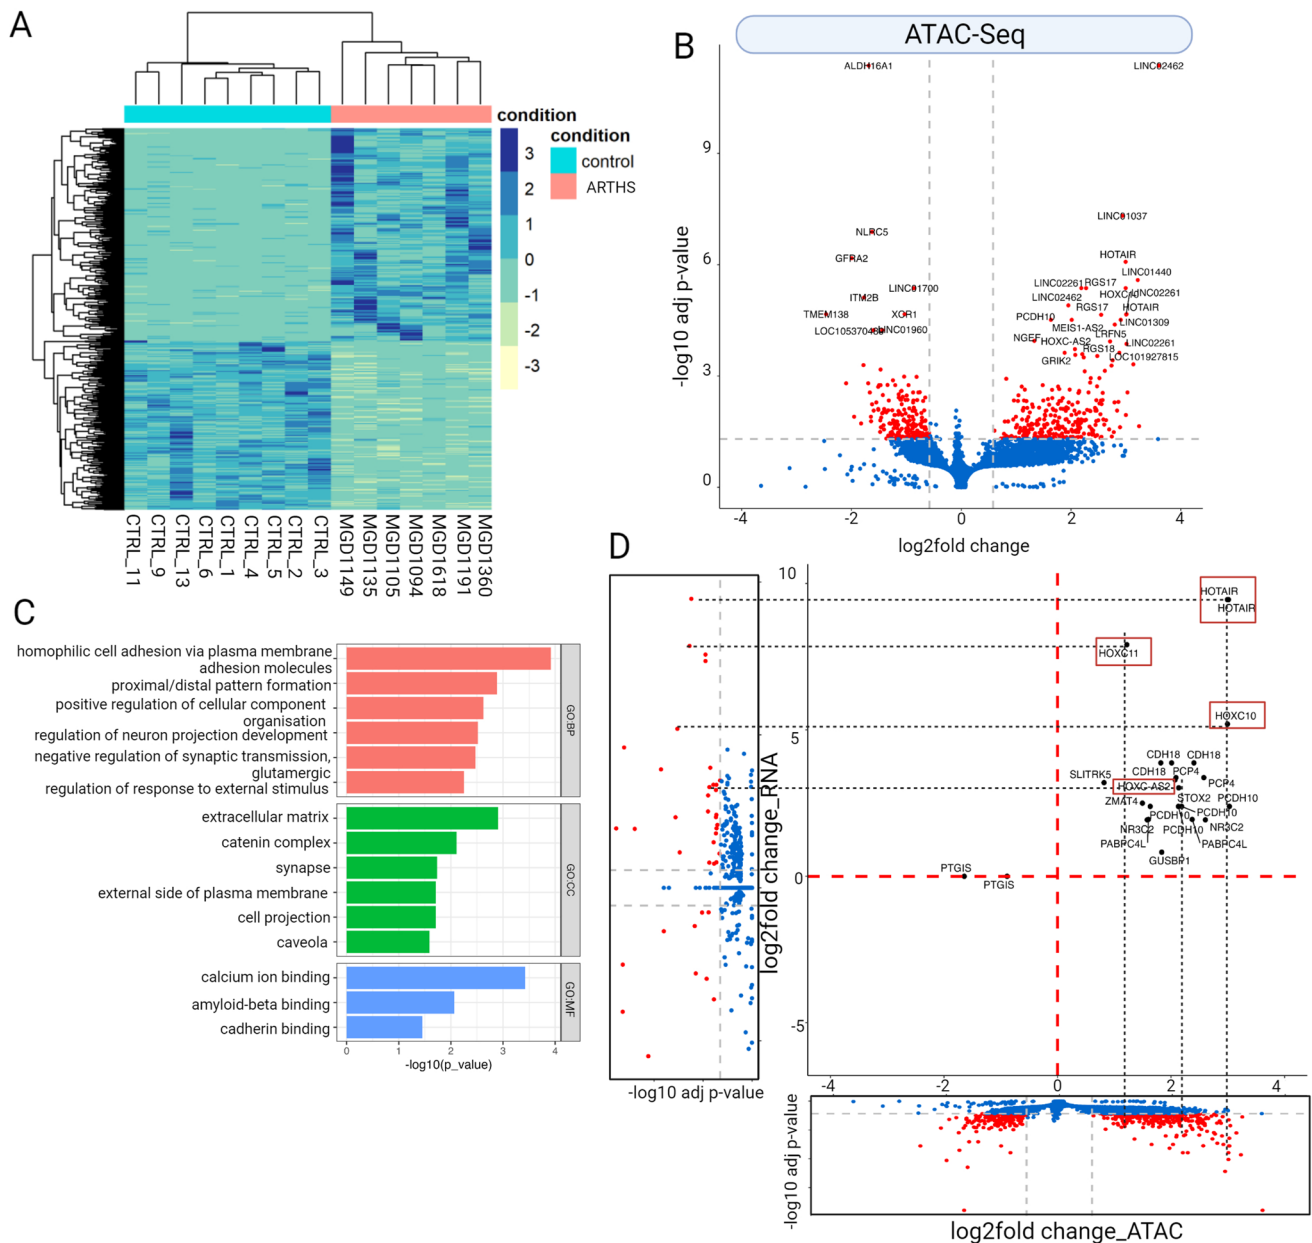 A
condition
3
2
1
0
-1
-2
-3
condition
control
ARTHS
CTRL_11
CTRL_9
CTRL_13
CTRL_6
CTRL_1
CTRL_4
CTRL_5
CTRL_2
CTRL_3
MGD1149
MGD1135
MGD1105
MGD1094
MGD1618
MGD1191
MGD1360
B
ATAC-Seq
ALDH16A1
LINC02462
9
LINC01037
NLRC5
HOTAIR
GFRA2
6
LINC01440
LINC01700
LINC02261
RGS17
LINC02261
ITM2B
LINC02462
HOTAIR
RGS17
TMEM138
XCR1
PCDH10
LINC01309
MEIS1-AS2
LINC01960
LRFN5
NGEF
HOXC-AS2
LINC02261
RGS18
LOC101927815
GRIK2
3
0
-4
-2
0
2
4
-log10 adj p-value
log2fold change
C
homophilic cell adhesion via plasma membrane
adhesion molecules
proximal/distal pattern formation
positive regulation of cellular component
organisation
regulation of neuron projection development
negative regulation of synaptic transmission,
glutamergic
regulation of response to external stimulus
GO:BP
extracellular matrix
catenin complex
synapse
external side of plasma membrane
cell projection
caveola
GO:CC
calcium ion binding
amyloid-beta binding
cadherin binding
GO:MF
0
1
2
3
4
-log10(p_value)
D
-log10 adj p-value
log2fold change_RNA
10
5
0
-5
HOTAIR
HOTAIR
HOXC11
HOXC10
CDH18
CDH18
CDH18
PCP4
SLITRK5
PCP4
HOXC-AS2
ZMAT4
STOX2
PCDH10
PCDH10
PCDH10
NR3C2
PCDH10
NR3C2
PABPC4L
PABPC4L
GUSBP1
PTGIS
PTGIS
-4
-2
0
2
4
-log10 adj p-value
log2fold change_ATAC